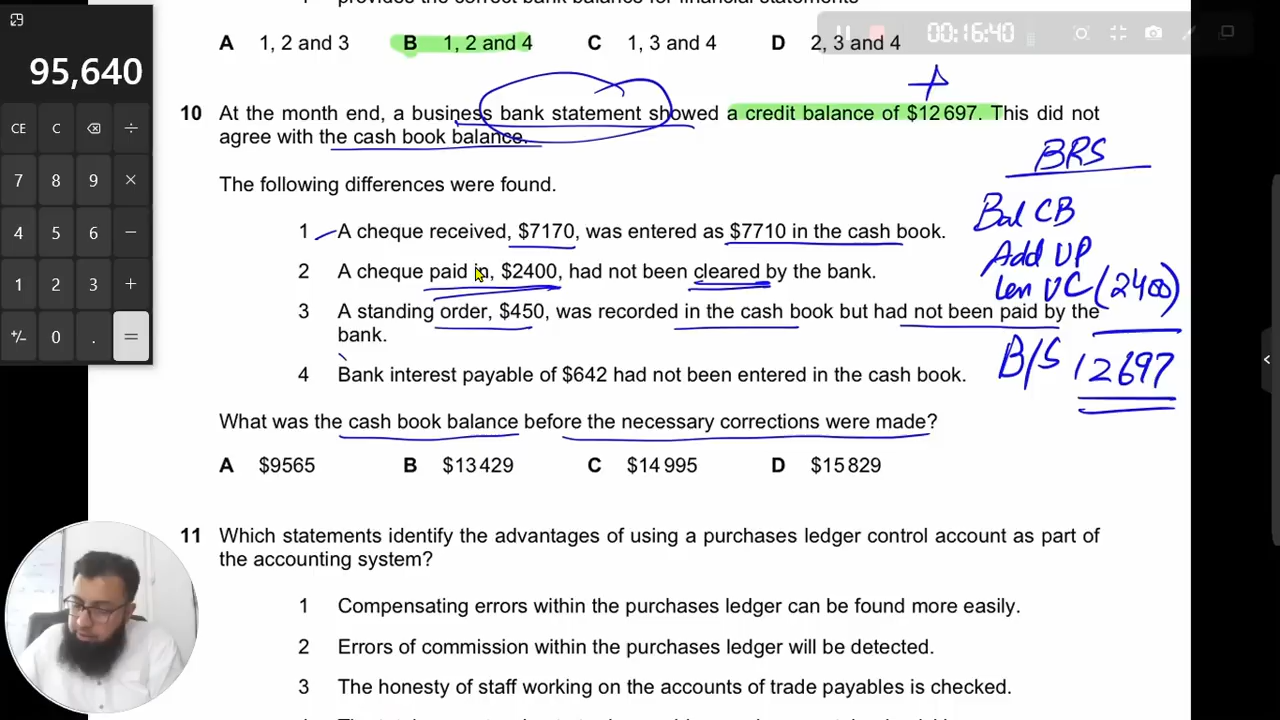 provides the correct bank balance for financial statements
A 1, 2 and 3 B 1, 2 and 4 C 1, 3 and 4 D 2, 3 and 4
00:16:40
95,640
CE C ÷
7 8 9 ×
4 5 6 −
1 2 3 +
+/− 0 . =
10 At the month end, a business bank statement showed a credit balance of $12 697. This did not
agree with the cash book balance.
The following differences were found.
1 A cheque received, $7170, was entered as $7710 in the cash book.
2 A cheque paid in, $2400, had not been cleared by the bank.
3 A standing order, $450, was recorded in the cash book but had not been paid by the
bank.
4 Bank interest payable of $642 had not been entered in the cash book.
What was the cash book balance before the necessary corrections were made?
A $9565 B $13 429 C $14 995 D $15 829
+
BRS
Bal CB
Add UP
Less UC (2400)
B/S 12697
11 Which statements identify the advantages of using a purchases ledger control account as part of
the accounting system?
1 Compensating errors within the purchases ledger can be found more easily.
2 Errors of commission within the purchases ledger will be detected.
3 The honesty of staff working on the accounts of trade payables is checked.